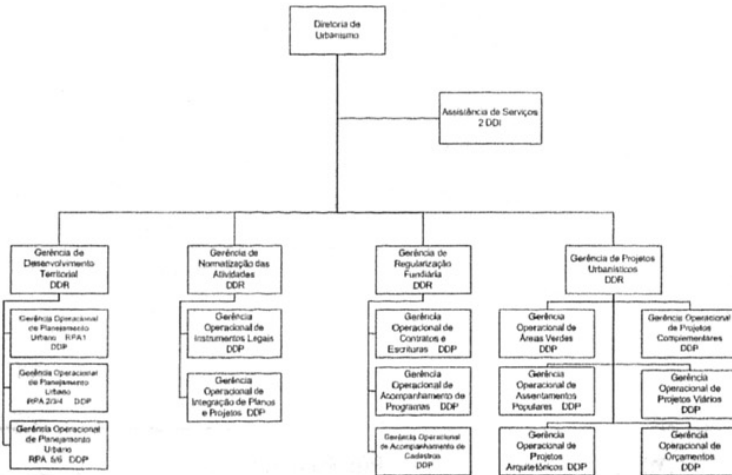 Diretoria de
Urbanismo
Assistência de Serviços
2 DDI
Gerência de
Desenvolvimento
Territorial
DDR
Gerência de
Normatização das
Atividades
DDR
Gerência de
Regularização
Fundiária
DDR
Gerência de Projetos
Urbanísticos
DDR
Gerência Operacional
de Planejamento
Urbano RPA1
DDP
Gerência Operacional
de Planejamento
Urbano
RPA 2/3/4 DDP
Gerência Operacional
de Planejamento
Urbano
RPA 5/6 DDP
Gerência
Operacional de
Instrumentos Legais
DDP
Gerência
Operacional de
Integração de Planos
e Projetos DDP
Gerência
Operacional de
Contratos e
Escrituras DDP
Gerência
Operacional de
Acompanhamento de
Programas DDP
Gerência Operacional
de Acompanhamento de
Cadastros
DDP
Gerência
Operacional de
Áreas Verdes
DDP
Gerência
Operacional de
Assentamentos
Populares DDP
Gerência
Operacional de
Projetos
Arquitetônicos DDP
Gerência Operacional
de Projetos
Complementares
DDP
Gerência
Operacional de
Projetos Viários
DDP
Gerência
Operacional de
Orçamentos
DDP